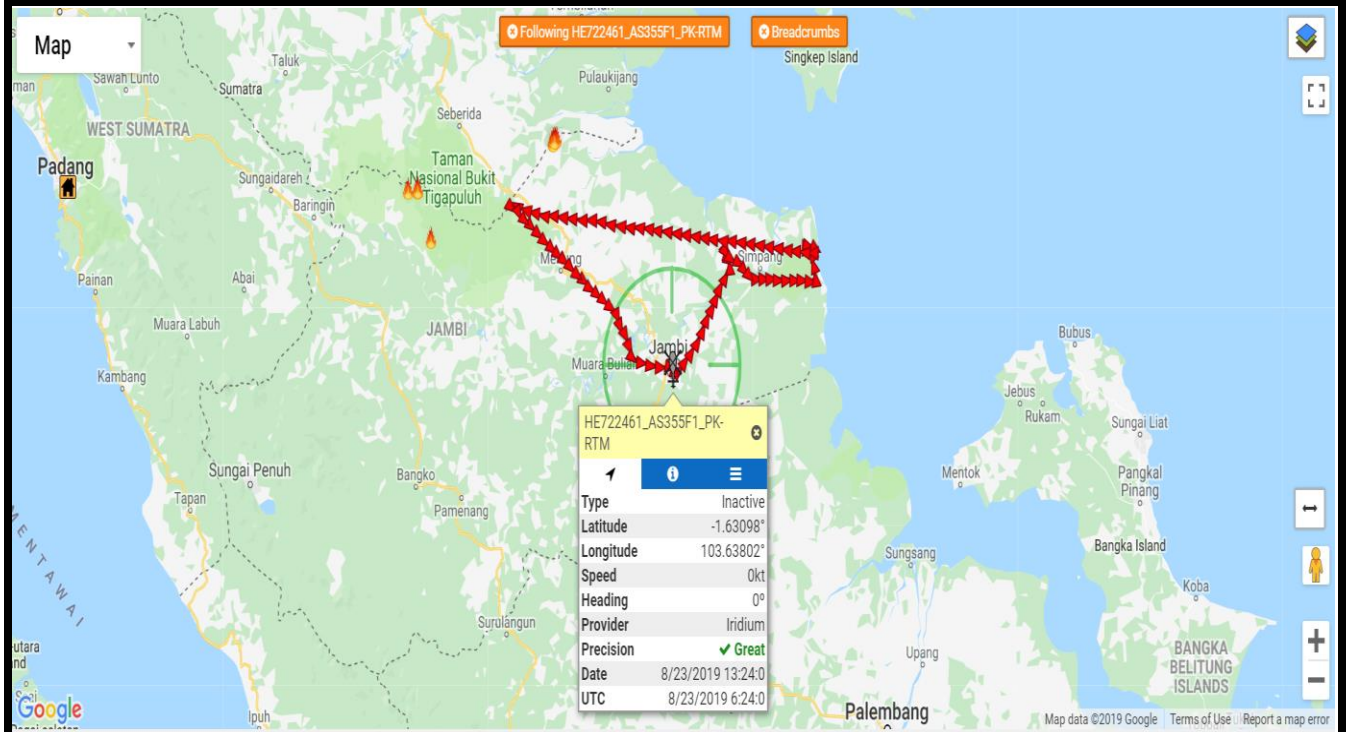 Map
Following HE722461_AS355F1_PK-RTM
Breadcrumbs
Singkep Island
Taluk
Sawah Lunto
Sumatra
Pulaukijang
WEST SUMATRA
Seberida
Padang
Taman
Nasional Bukit
Tigapuluh
Sungaidareh
Baringin
Simpang
Painan
Abai
Muara Labuh
JAMBI
Jambi
Bubus
Kambang
Jebus
Rukam
Sungai Liat
HE722461_AS355F1_PK-
RTM
Sungai Penuh
Bangko
Mentok
Pangkal
Pinang
Tapan
Pamenang
Type Inactive
Latitude -1.63098°
Longitude 103.63802°
Speed 0kt
Heading 0º
Provider Iridium
Precision Great
Date 8/23/2019 13:24:0
UTC 8/23/2019 6:24:0
MENTAWAI
Sungsang
Bangka Island
Koba
Surulangun
Upang
BANGKA
BELITUNG
ISLANDS
utara
Google
Ipuh
Palembang
Map data ©2019 Google
Terms of Use
Report a map error